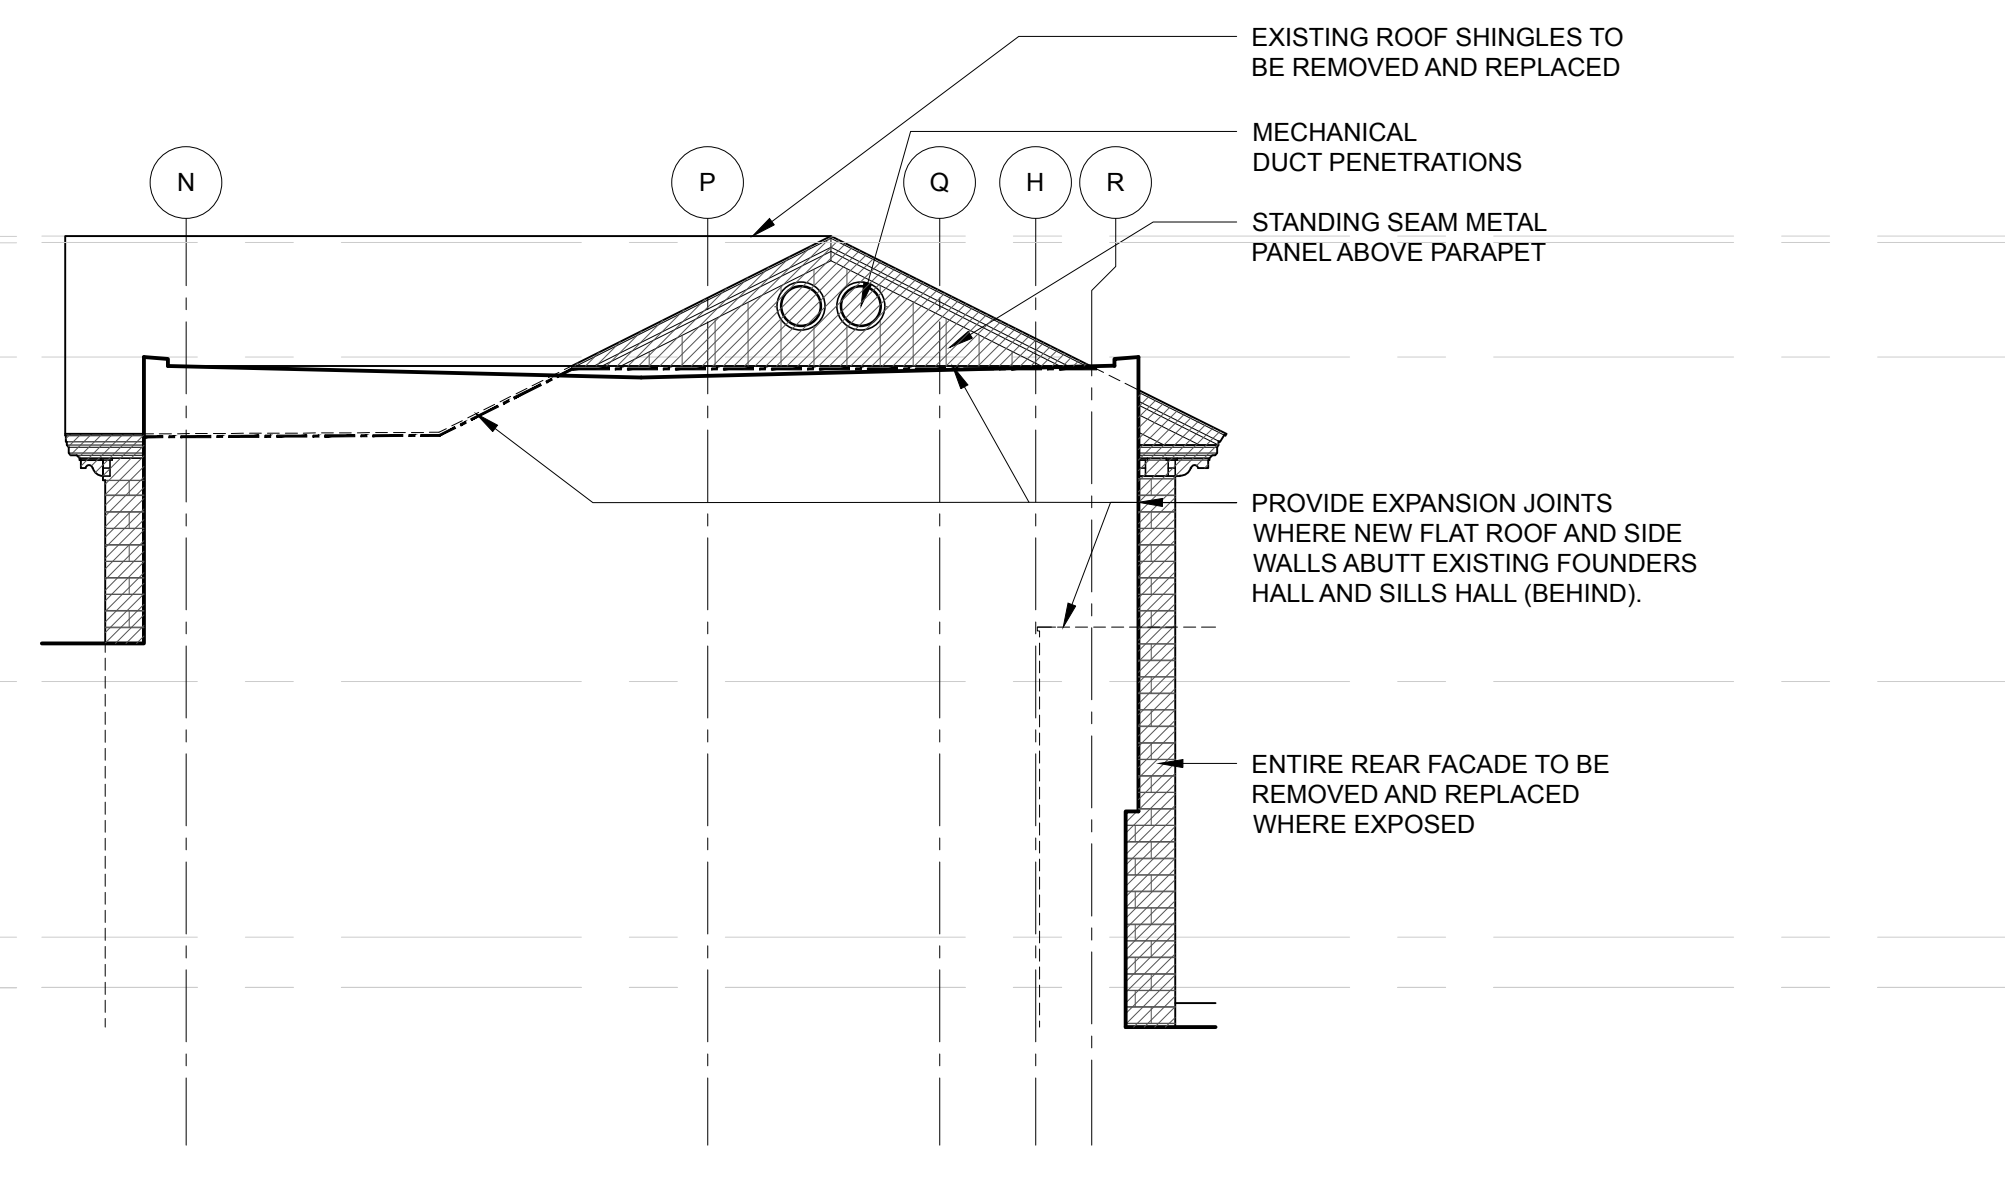 EXISTING ROOF SHINGLES TO
BE REMOVED AND REPLACED
MECHANICAL
DUCT PENETRATIONS
N
P
Q
H
R
STANDING SEAM METAL
PANEL ABOVE PARAPET
PROVIDE EXPANSION JOINTS
WHERE NEW FLAT ROOF AND SIDE
WALLS ABUTT EXISTING FOUNDERS
HALL AND SILLS HALL (BEHIND).
ENTIRE REAR FACADE TO BE
REMOVED AND REPLACED
WHERE EXPOSED